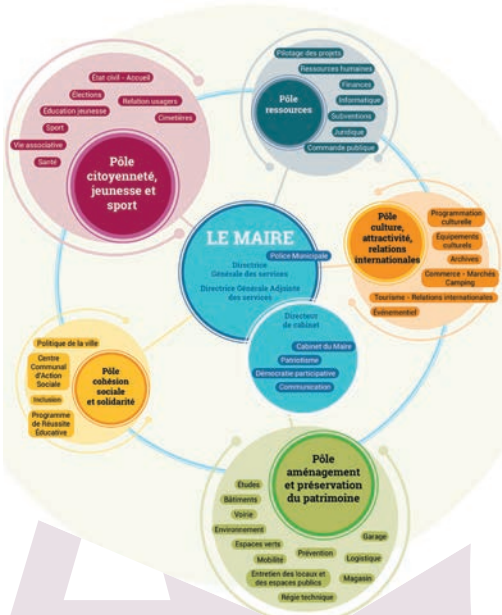 État civil - Accueil
Élections
Relation usagers
Éducation jeunesse
Cimetières
Sport
Vie associative
Santé
Pôle
citoyenneté,
jeunesse et
sport
Pilotage des projets
Ressources humaines
Finances
Informatique
Subventions
Juridique
Commande publique
Pôle
ressources
LE MAIRE
Police Municipale
Directrice
Générale des services
Directrice Générale Adjointe
des services
Directeur
de cabinet
Cabinet du Maire
Patriotisme
Démocratie participative
Communication
Pôle
culture,
attractivité,
relations
internationales
Programmation
culturelle
Équipements
culturels
Archives
Commerce - Marchés
Camping
Tourisme - Relations internationales
Événementiel
Politique de la ville
Centre
Communal
d'Action
Sociale
Inclusion
Programme
de Réussite
Éducative
Pôle
cohésion
sociale
et solidarité
Pôle
aménagement
et préservation
du patrimoine
Études
Bâtiments
Voirie
Environnement
Espaces verts
Mobilité
Prévention
Garage
Logistique
Entretien des locaux et
des espaces publics
Magasin
Régie technique